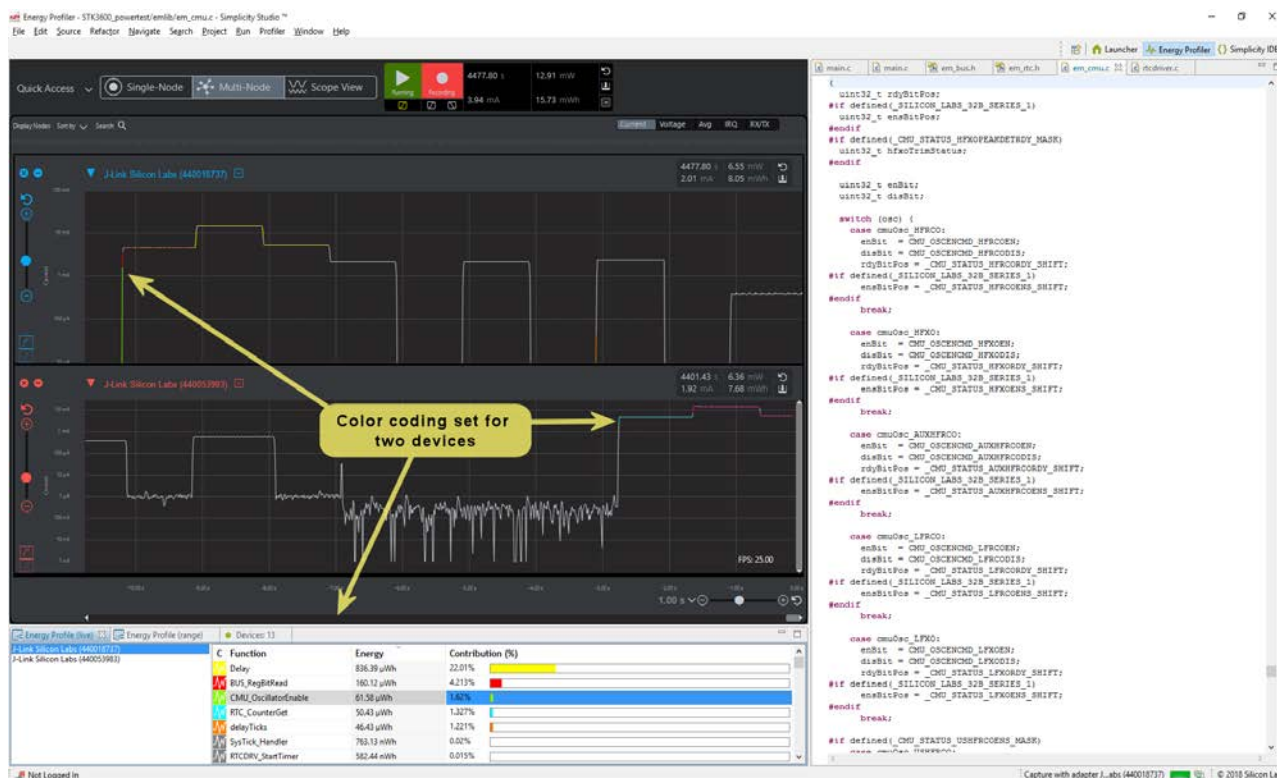 Energy Profiler - STK3600_powertest/emlib/em_cmu.c - Simplicity Studio ™
File Edit Source Refactor Navigate Search Project Run Profiler Window Help
Launcher Energy Profiler {} Simplicity IDE
Quick Access Single-Node Multi-Node Scope View
Running Recording
4477.80 s 12.91 mW
3.94 mA 15.73 mWh
Display Nodes Sort by Search
Current Voltage Avg IRQ RX/TX
J-Link Silicon Labs (440018737)
4477.80 s 6.55 mW
2.01 mA 8.05 mWh
Current
J-Link Silicon Labs (440053983)
4401.43 s 6.36 mW
1.92 mA 7.68 mWh
Current
Color coding set for
two devices
FPS: 25.00
1.00 s
Energy Profile (live) Energy Profile (range) Devices: 13
J-Link Silicon Labs (440018737)
J-Link Silicon Labs (440053983)
C Function Energy Contribution (%)
Delay 836.39 µWh 22.01%
BUS_RegBitRead 160.12 µWh 4.213%
CMU_OscillatorEnable 61.58 µWh 1.62%
RTC_CounterGet 50.43 µWh 1.327%
delayTicks 46.43 µWh 1.221%
SysTick_Handler 763.13 nWh 0.02%
RTCDRV_StartTimer 582.44 nWh 0.015%
main.c main.c em_bus.h em_rtc.h em_cmu.c rtcdriver.c
{
uint32_t rdyBitPos;
#if defined(_SILICON_LABS_32B_SERIES_1)
uint32_t ensBitPos;
#endif
#if defined(_CMU_STATUS_HFXOPEAKDETRDY_MASK)
uint32_t hfxoTrimStatus;
#endif
uint32_t enBit;
uint32_t disBit;
switch (osc) {
case cmuOsc_HFRCO:
enBit = CMU_OSCENCMD_HFRCOEN;
disBit = CMU_OSCENCMD_HFRCODIS;
rdyBitPos = _CMU_STATUS_HFRCORDY_SHIFT;
#if defined(_SILICON_LABS_32B_SERIES_1)
ensBitPos = _CMU_STATUS_HFRCOENS_SHIFT;
#endif
break;
case cmuOsc_HFXO:
enBit = CMU_OSCENCMD_HFXOEN;
disBit = CMU_OSCENCMD_HFXODIS;
rdyBitPos = _CMU_STATUS_HFXORDY_SHIFT;
#if defined(_SILICON_LABS_32B_SERIES_1)
ensBitPos = _CMU_STATUS_HFXOENS_SHIFT;
#endif
break;
case cmuOsc_AUXHFRCO:
enBit = CMU_OSCENCMD_AUXHFRCOEN;
disBit = CMU_OSCENCMD_AUXHFRCODIS;
rdyBitPos = _CMU_STATUS_AUXHFRCORDY_SHIFT;
#if defined(_SILICON_LABS_32B_SERIES_1)
ensBitPos = _CMU_STATUS_AUXHFRCOENS_SHIFT;
#endif
break;
case cmuOsc_LFRCO:
enBit = CMU_OSCENCMD_LFRCOEN;
disBit = CMU_OSCENCMD_LFRCODIS;
rdyBitPos = _CMU_STATUS_LFRCORDY_SHIFT;
#if defined(_SILICON_LABS_32B_SERIES_1)
ensBitPos = _CMU_STATUS_LFRCOENS_SHIFT;
#endif
break;
case cmuOsc_LFXO:
enBit = CMU_OSCENCMD_LFXOEN;
disBit = CMU_OSCENCMD_LFXODIS;
rdyBitPos = _CMU_STATUS_LFXORDY_SHIFT;
#if defined(_SILICON_LABS_32B_SERIES_1)
ensBitPos = _CMU_STATUS_LFXOENS_SHIFT;
#endif
break;
#if defined(_CMU_STATUS_USHFRCOENS_MASK)
case cmuOsc_USHFRCO:
Not Logged In
Capture with adapter J...abs (440018737) © 2018 Silicon L